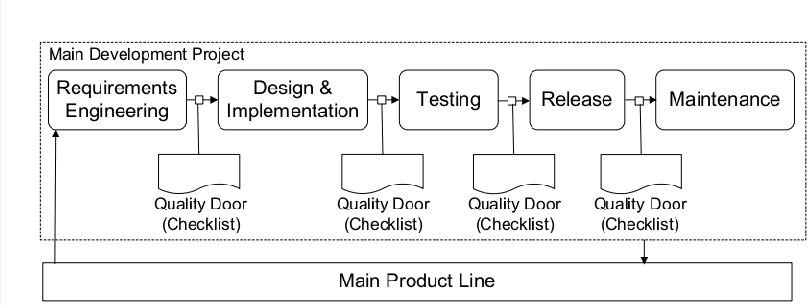 Main Development Project
Requirements
Engineering
Design &
Implementation
Testing
Release
Maintenance
Quality Door
(Checklist)
Quality Door
(Checklist)
Quality Door
(Checklist)
Quality Door
(Checklist)
Main Product Line